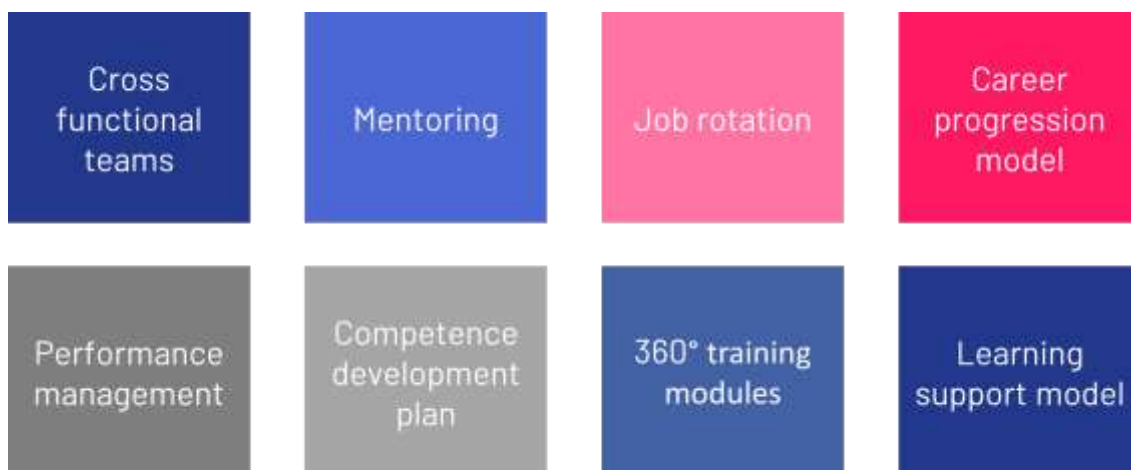 Cross
functional
teams
Mentoring
Job rotation
Career
progression
model
Performance
management
Competence
development
plan
360° training
modules
Learning
support model